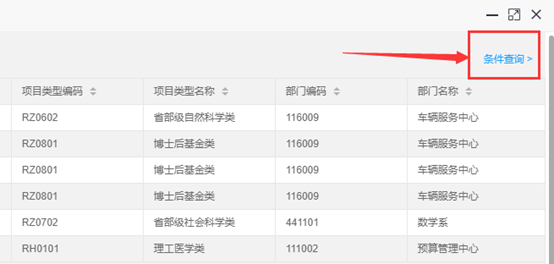 条件查询 >
项目类型编码 项目类型名称 部门编码 部门名称
RZ0602 省部级自然科学类 116009 车辆服务中心
RZ0801 博士后基金类 116009 车辆服务中心
RZ0801 博士后基金类 116009 车辆服务中心
RZ0801 博士后基金类 116009 车辆服务中心
RZ0702 省部级社会科学类 441101 数学系
RH0101 理工医学类 111002 预算管理中心